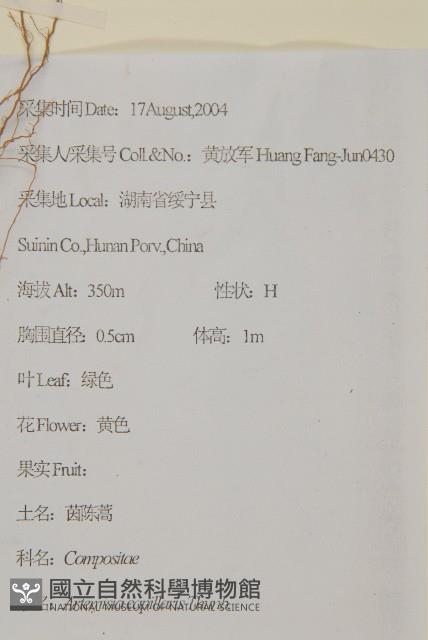 采集时间 Date：17August,2004
采集人/采集号 Coll.&No.：黄放军 Huang Fang-Jun0430
采集地 Local：湖南省绥宁县
Suinin Co.,Hunan Porv.,China
海拔 Alt：350m 性状：H
胸围直径：0.5cm 体高：1m
叶 Leaf：绿色
花 Flower：黄色
果实 Fruit：
土名：茵陈蒿
科名：Compositae
國立自然科學博物館
Artemisia capillaris Thunb.
NATIONAL MUSEUM OF NATURAL SCIENCE